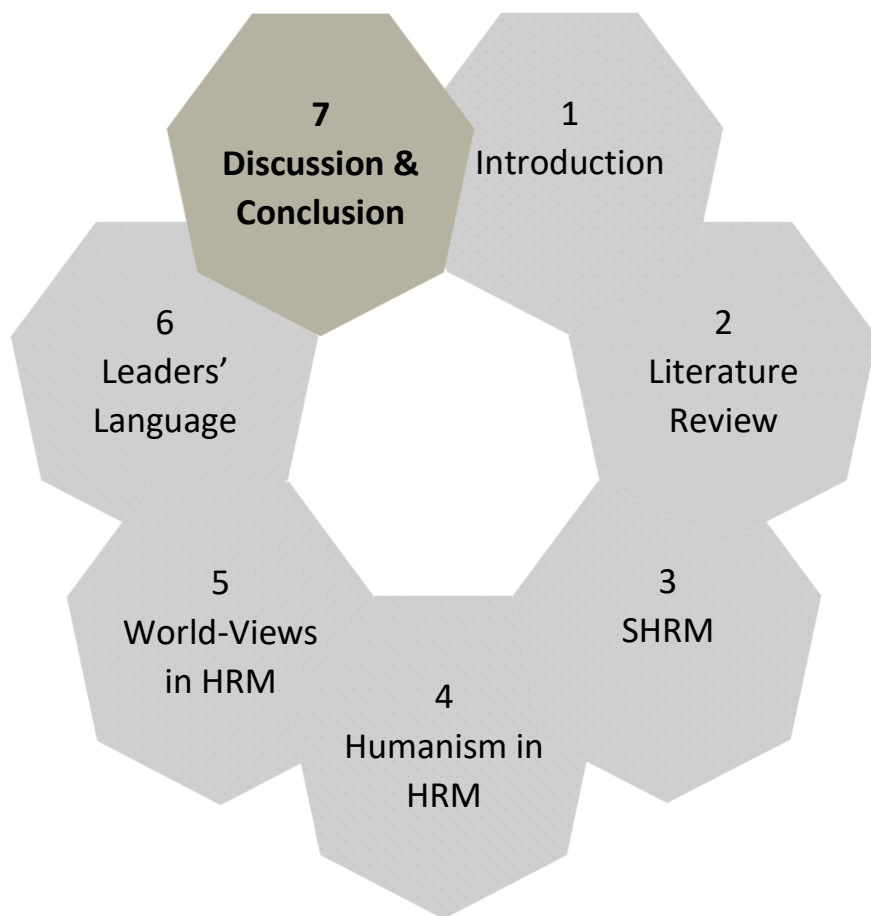 1
Introduction
2
Literature
Review
3
SHRM
4
Humanism in
HRM
5
World-Views
in HRM
6
Leaders’
Language
7
Discussion &
Conclusion